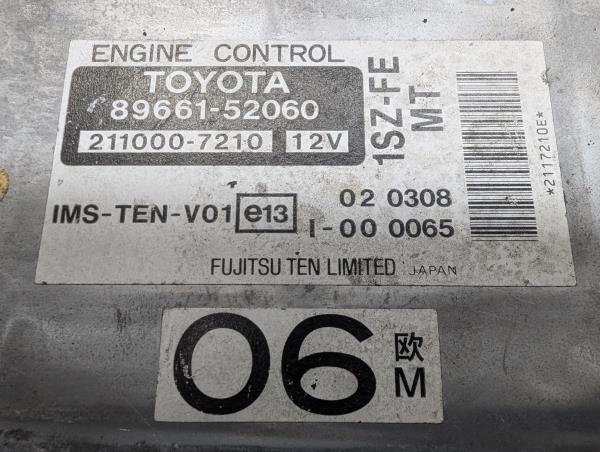 ENGINE CONTROL
TOYOTA
89661-52060
211000-7210 12V
1SZ-FE
MT
*2117210E*
IMS-TEN-V01 e13
02 0308
I-00 0065
FUJITSU TEN LIMITED JAPAN
06 欧
M